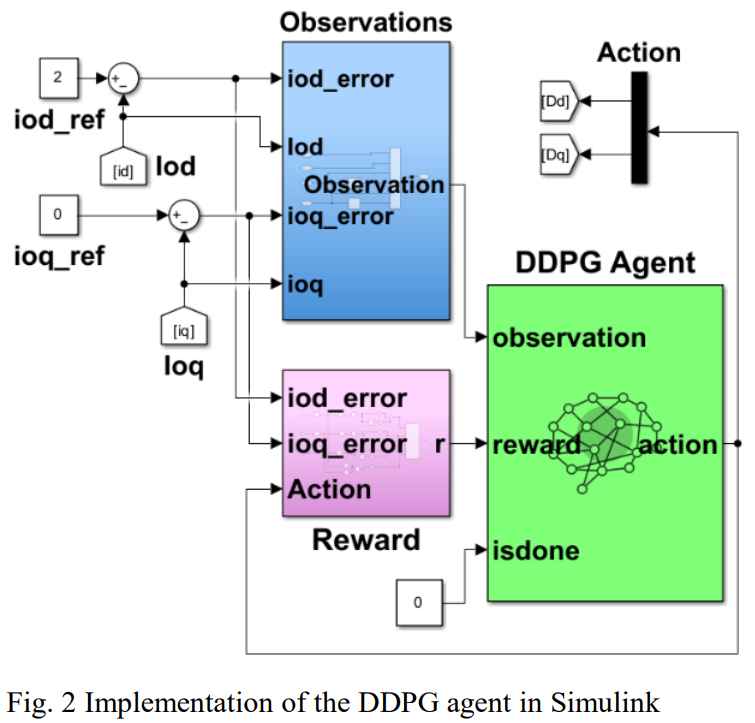 Observations
Action
2
+
_
iod_ref
iod_error
[Dd]
Iod
[id]
Iod
[Dq]
Observation
0
+
_
ioq_error
ioq_ref
DDPG Agent
ioq
[iq]
Ioq
observation
iod_error
ioq_error
r
reward
action
Action
Reward
isdone
0
Fig. 2 Implementation of the DDPG agent in Simulink